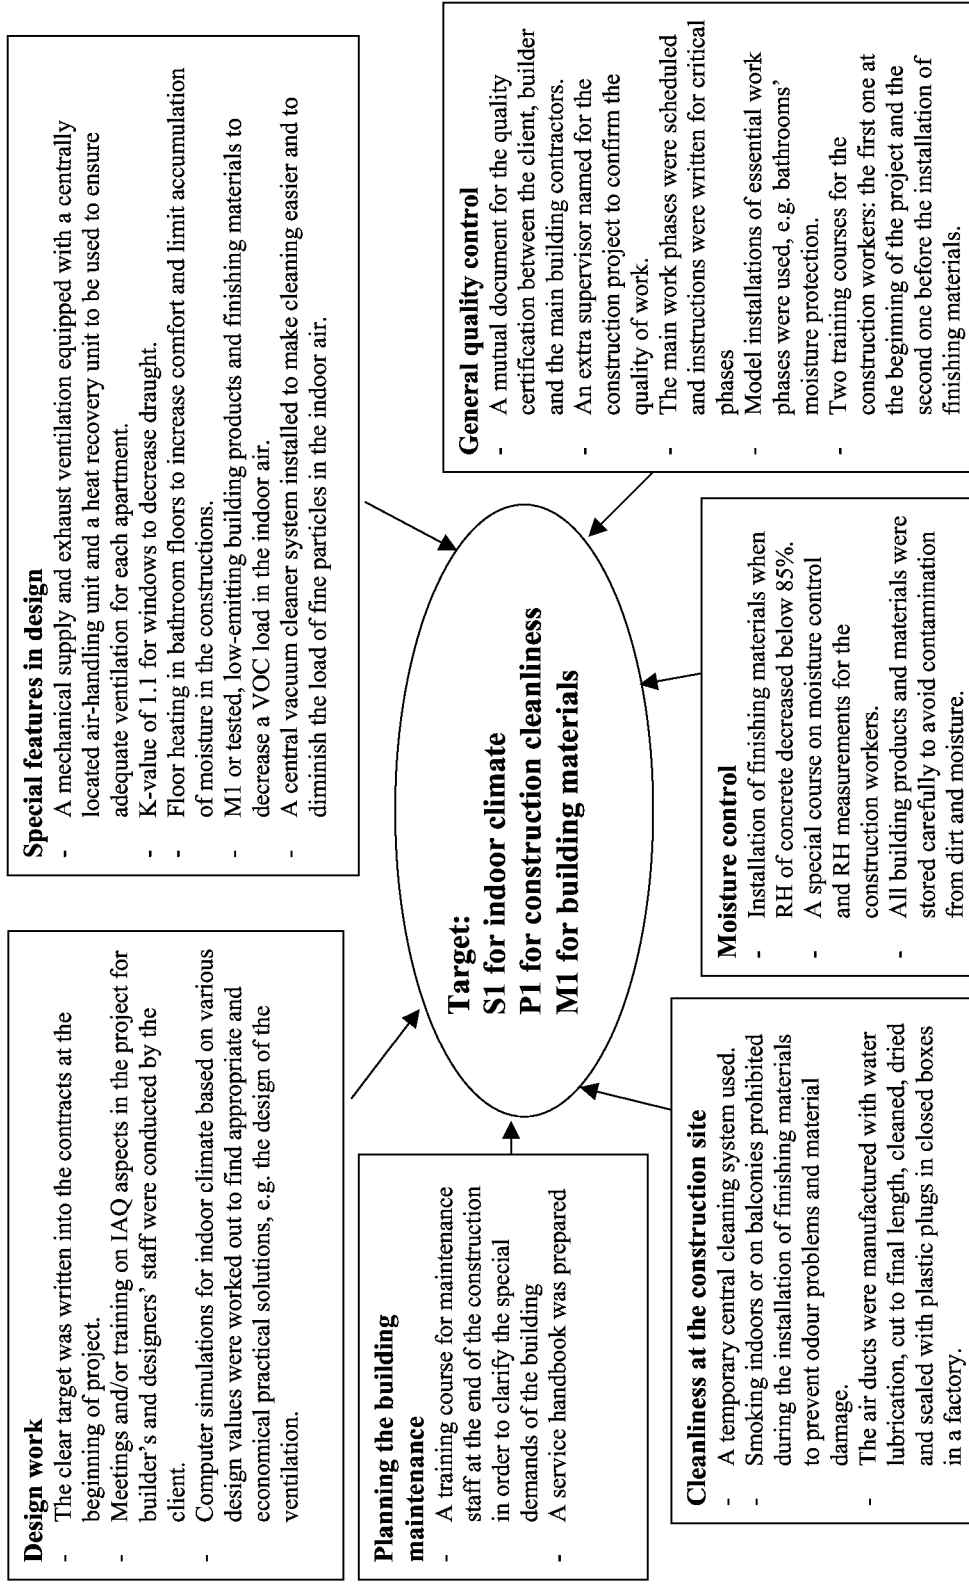 Design work
- The clear target was written into the contracts at the
beginning of project.
- Meetings and/or training on IAQ aspects in the project for
builder's and designers' staff were conducted by the
client.
- Computer simulations for indoor climate based on various
design values were worked out to find appropriate and
economical practical solutions, e.g. the design of the
ventilation.
Special features in design
- A mechanical supply and exhaust ventilation equipped with a centrally
located air-handling unit and a heat recovery unit to be used to ensure
adequate ventilation for each apartment.
- K-value of 1.1 for windows to decrease draught.
- Floor heating in bathroom floors to increase comfort and limit accumulation
of moisture in the constructions.
- M1 or tested, low-emitting building products and finishing materials to
decrease a VOC load in the indoor air.
- A central vacuum cleaner system installed to make cleaning easier and to
diminish the load of fine particles in the indoor air.
Planning the building
maintenance
- A training course for maintenance
staff at the end of the construction
in order to clarify the special
demands of the building
- A service handbook was prepared
Target:
S1 for indoor climate
P1 for construction cleanliness
M1 for building materials
General quality control
- A mutual document for the quality
certification between the client, builder
and the main building contractors.
- An extra supervisor named for the
construction project to confirm the
quality of work.
- The main work phases were scheduled
and instructions were written for critical
phases
- Model installations of essential work
phases were used, e.g. bathrooms'
moisture protection.
- Two training courses for the
construction workers: the first one at
the beginning of the project and the
second one before the installation of
finishing materials.
Cleanliness at the construction site
- A temporary central cleaning system used.
- Smoking indoors or on balconies prohibited
during the installation of finishing materials
to prevent odour problems and material
damage.
- The air ducts were manufactured with water
lubrication, cut to final length, cleaned, dried
and sealed with plastic plugs in closed boxes
in a factory.
Moisture control
- Installation of finishing materials when
RH of concrete decreased below 85%.
- A special course on moisture control
and RH measurements for the
construction workers.
- All building products and materials were
stored carefully to avoid contamination
from dirt and moisture.